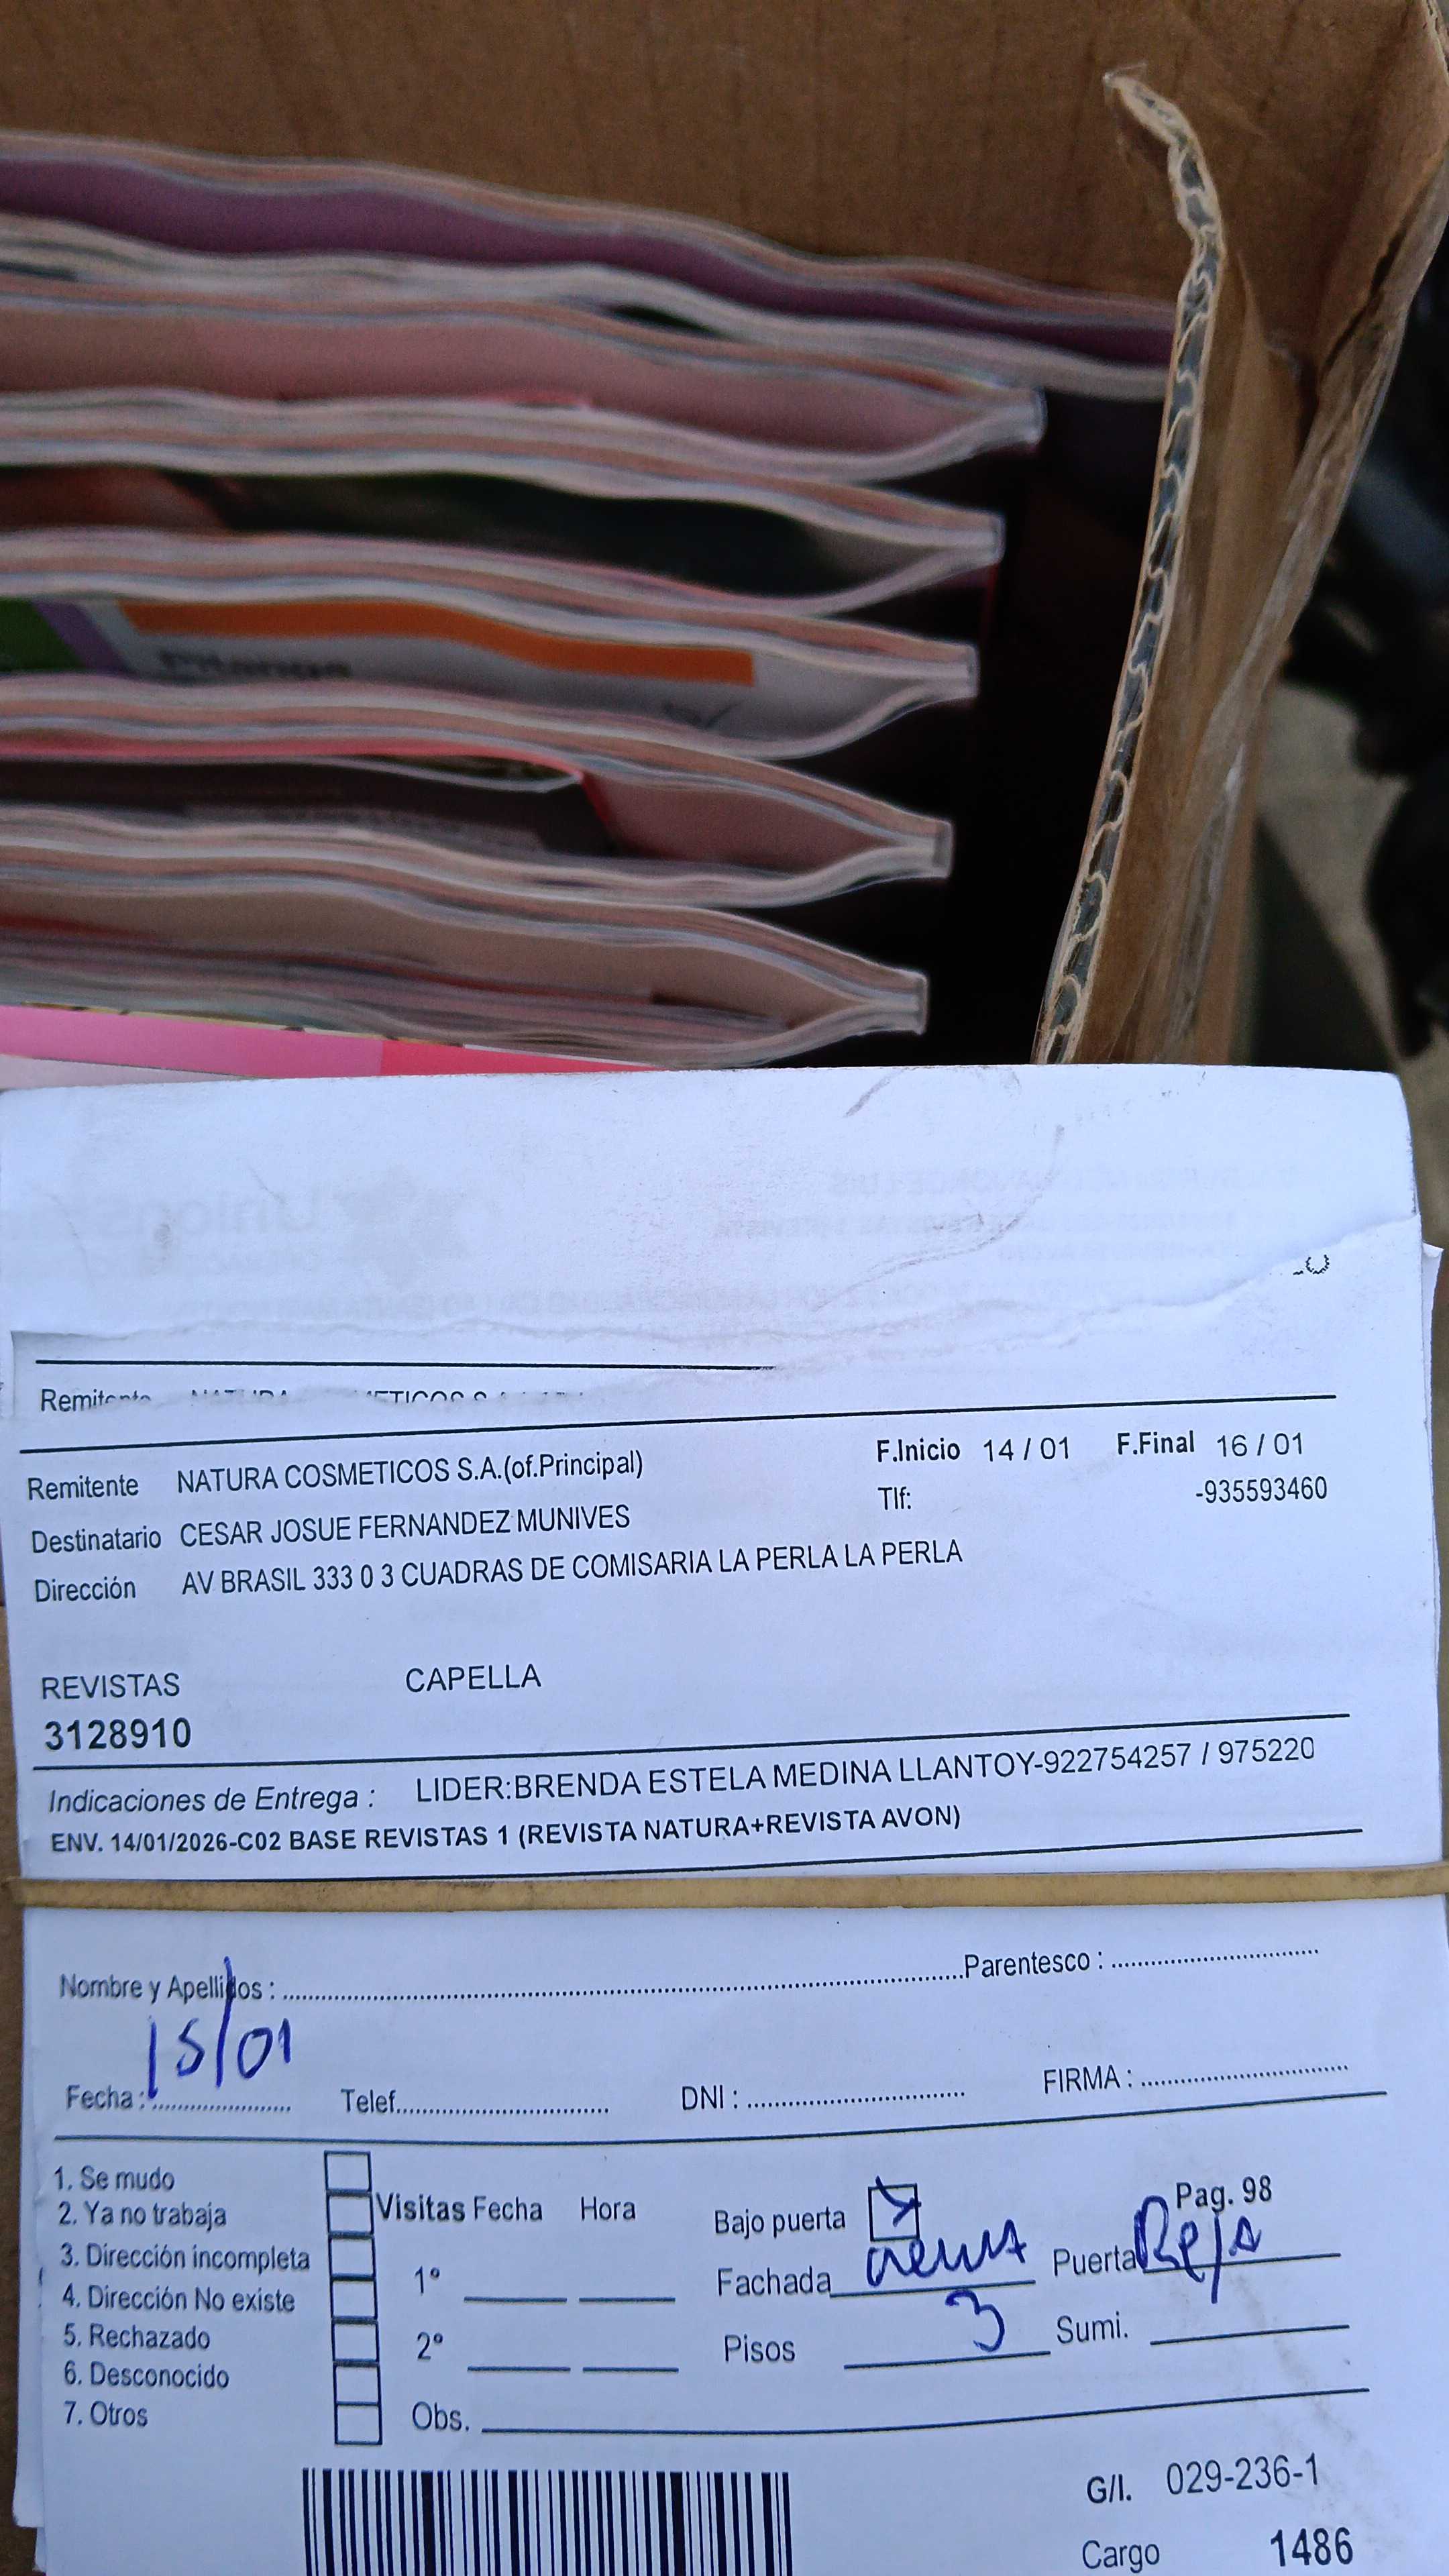 Remitente NATURA COSMETICOS S.A.
Remitente NATURA COSMETICOS S.A.(of.Principal) F.Inicio 14 / 01 F.Final 16 / 01
Destinatario CESAR JOSUE FERNANDEZ MUNIVES Tlf: -935593460
Dirección AV BRASIL 333 0 3 CUADRAS DE COMISARIA LA PERLA LA PERLA
REVISTAS CAPELLA
3128910
Indicaciones de Entrega : LIDER:BRENDA ESTELA MEDINA LLANTOY-922754257 / 975220
ENV. 14/01/2026-C02 BASE REVISTAS 1 (REVISTA NATURA+REVISTA AVON)
Nombre y Apellidos : Parentesco :
Fecha : 15/01 Telef. DNI : FIRMA :
1. Se mudo
2. Ya no trabaja
3. Dirección incompleta
4. Dirección No existe
5. Rechazado
6. Desconocido
7. Otros
Visitas Fecha Hora
1º
2º
Obs.
Bajo puerta Pag. 98
Fachada Puerta Reja
Pisos 3 Sumi.
G/I. 029-236-1
Cargo 1486